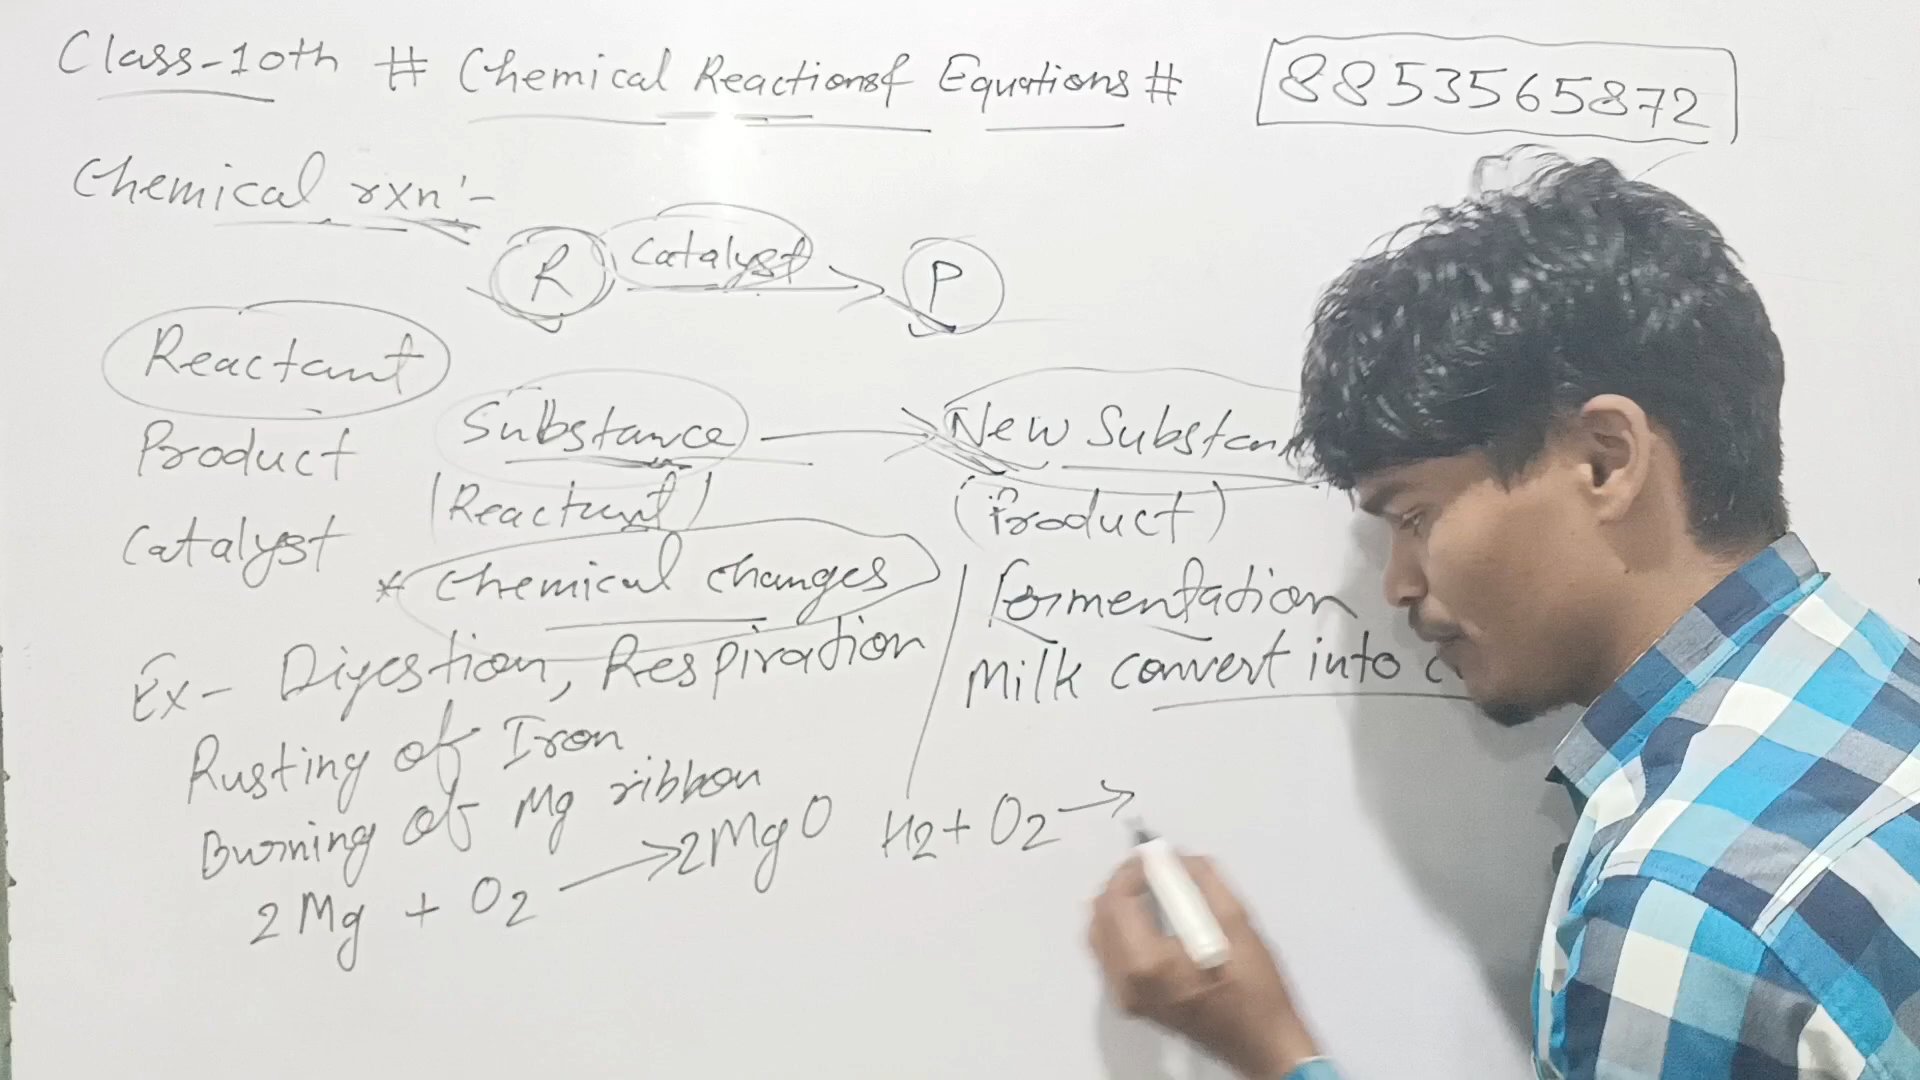 Class-10th # Chemical Reactions & Equations #
8853565872
Chemical rxn:-
R Catalyst → P
Reactant
Product
Catalyst
Substance → New Substan
(Reactant) (Product)
* Chemical changes
Ex- Digestion, Respiration
Rusting of Iron
Burning of Mg ribbon
2Mg + O2 → 2MgO
Fermentation
Milk convert into
H2 + O2 →